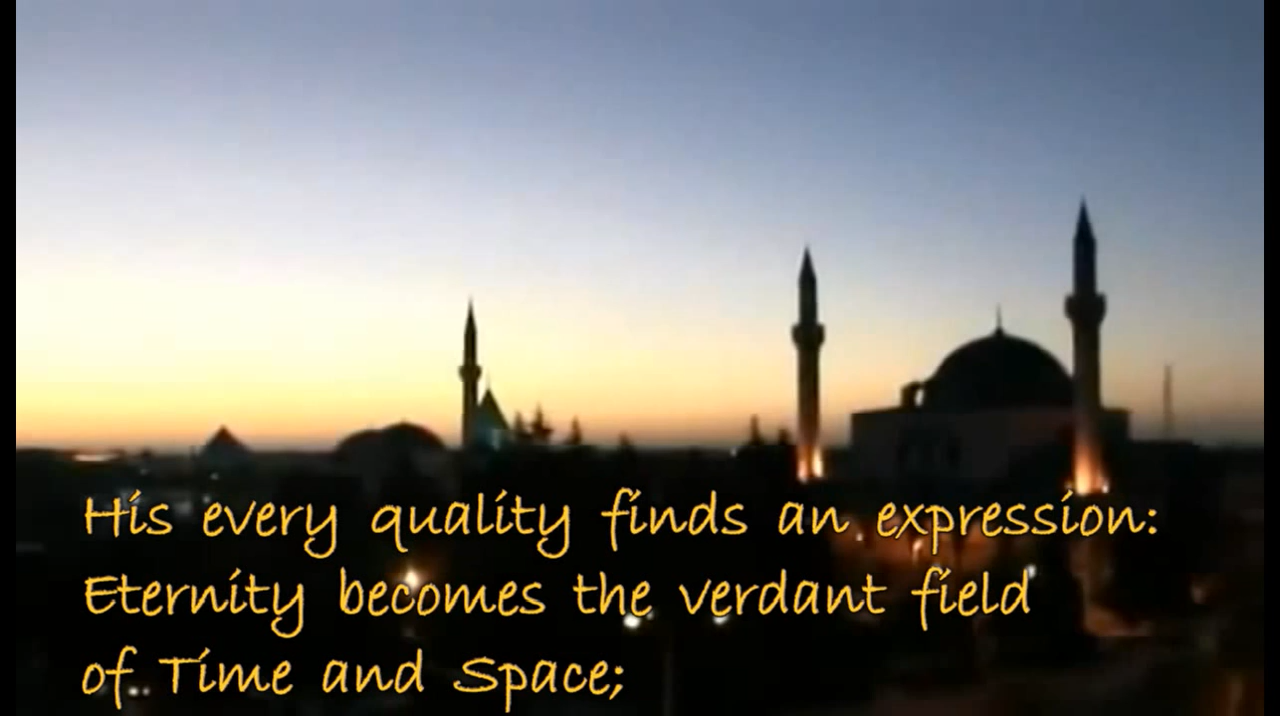 His every quality finds an expression:
Eternity becomes the verdant field
of Time and Space;